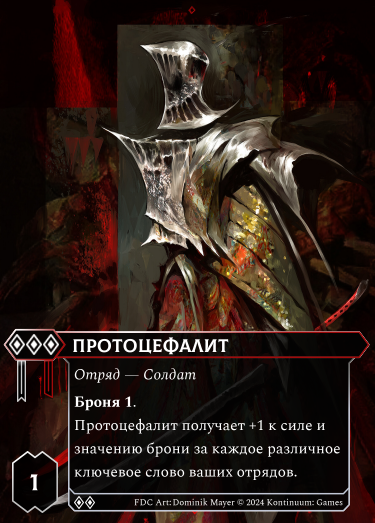 ПРОТОЦЕФАЛИТ
Отряд — Солдат
Броня 1.
Протоцефалит получает +1 к силе и
значению брони за каждое различное
ключевое слово ваших отрядов.
1
FDC Art: Dominik Mayer © 2024 Kontinuum: Games